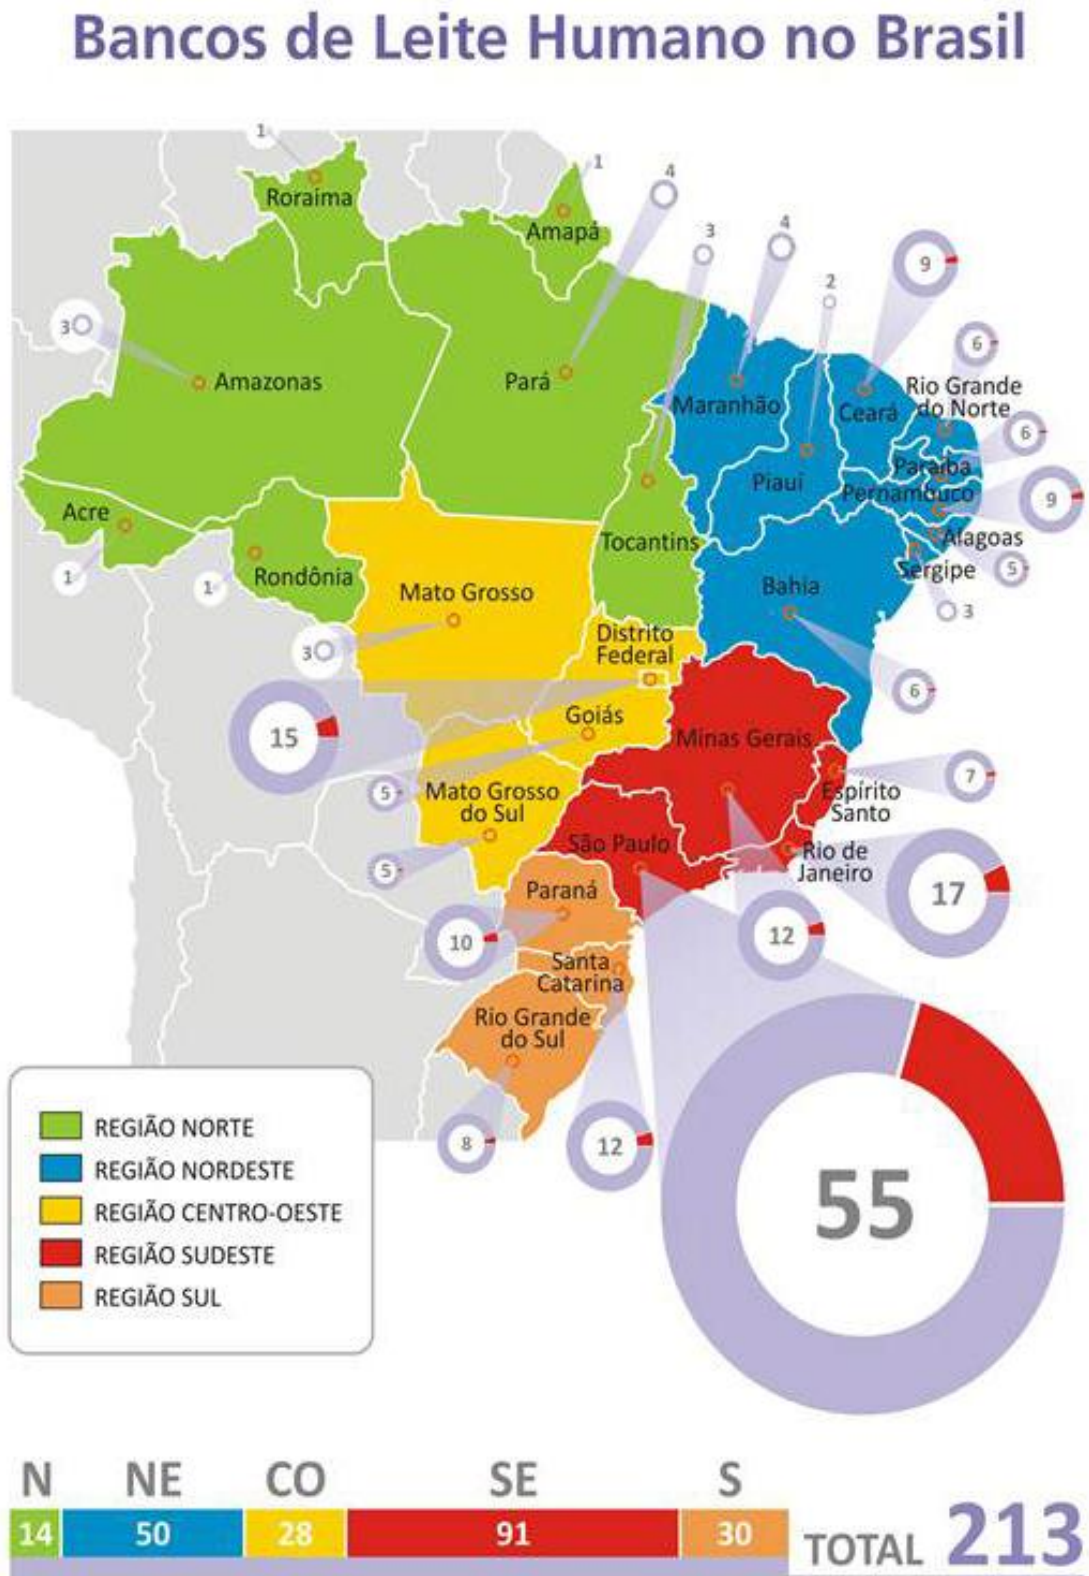 Bancos de Leite Humano no Brasil
1
Roraima
1
Amapá
4
3
4
2
9
3
Amazonas
Pará
Maranhão
Ceará
6
Rio Grande
do Norte
6
Piauí
Paraíba
Pernambuco
9
Acre
1
Rondônia
1
Tocantins
Alagoas
5
Sergipe
3
Mato Grosso
3
Bahia
6
Distrito
Federal
15
Goiás
5
Minas Gerais
7
Espírito
Santo
Mato Grosso
do Sul
5
São Paulo
Rio de
Janeiro
17
12
Paraná
10
Santa
Catarina
Rio Grande
do Sul
8
12
55
REGIÃO NORTE
REGIÃO NORDESTE
REGIÃO CENTRO-OESTE
REGIÃO SUDESTE
REGIÃO SUL
N NE CO SE S
14 50 28 91 30
TOTAL 213